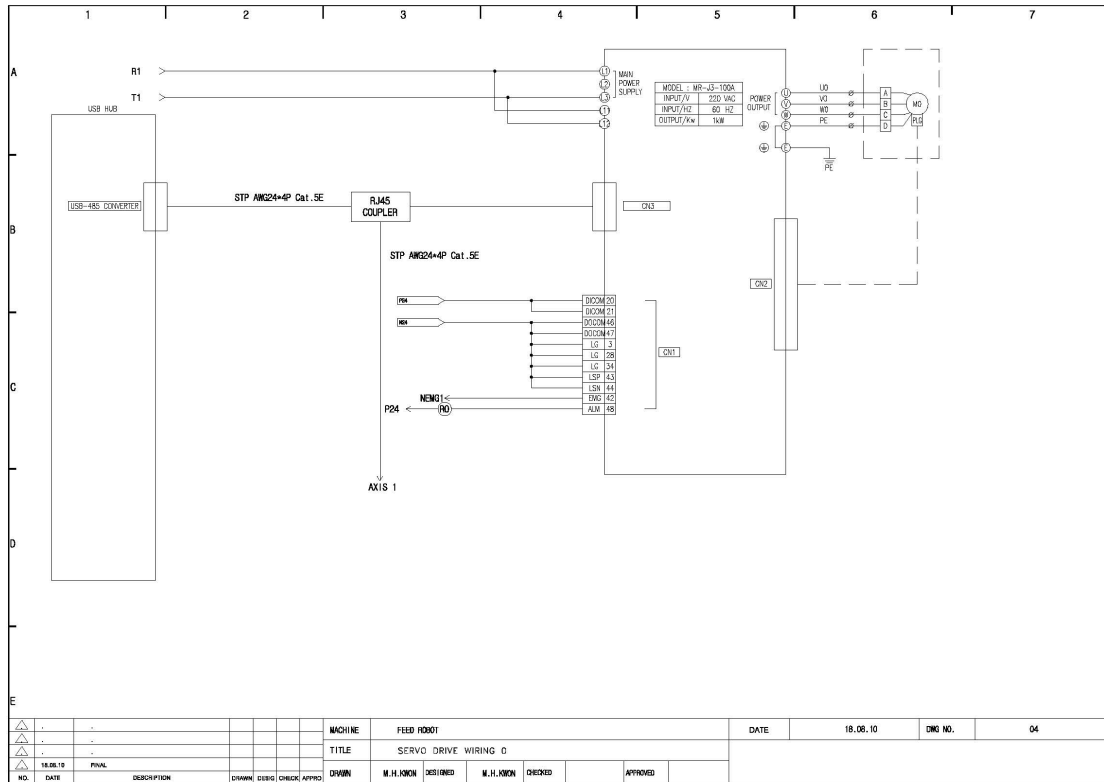 1 2 3 4 5 6 7
A
B
C
D
E
R1
T1
USB HUB
USB-485 CONVERTER
STP AWG24*4P Cat.5E
RJ45
COUPLER
STP AWG24*4P Cat.5E
AXIS 1
L1
L2
L3
MAIN
POWER
SUPPLY
MODEL : MR-J3-100A
INPUT/V 220 VAC
INPUT/HZ 60 HZ
OUTPUT/Kw 1kW
POWER
OUTPUT
U U0 A
V V0 B
W W0 C
E PE D
M0
PLG
E
PE
CN3
CN2
CN1
P24
N24
DICOM 20
DICOM 21
DOCOM 46
DOCOM 47
LG 3
LG 28
LG 34
LSP 43
LSN 44
NEMG1 EMG 42
P24 R0 ALM 48
MACHINE FEED ROBOT DATE 18.08.10 DWG NO. 04
TITLE SERVO DRIVE WIRING 0
18.08.10 FINAL
NO. DATE DESCRIPTION DRAWN DESIG CHECK APPRO
DRAWN M.H.KWON DESIGNED M.H.KWON CHECKED APPROVED